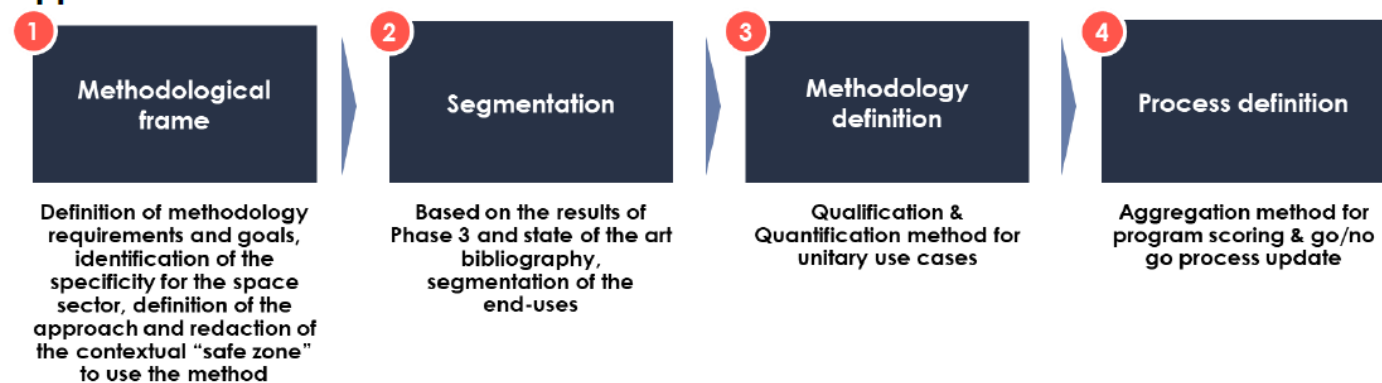 1
Methodological
frame
Definition of methodology
requirements and goals,
identification of the
specificity for the space
sector, definition of the
approach and redaction of
the contextual “safe zone”
to use the method
2
Segmentation
Based on the results of
Phase 3 and state of the art
bibliography,
segmentation of the
end-uses
3
Methodology
definition
Qualification &
Quantification method for
unitary use cases
4
Process definition
Aggregation method for
program scoring & go/no
go process update